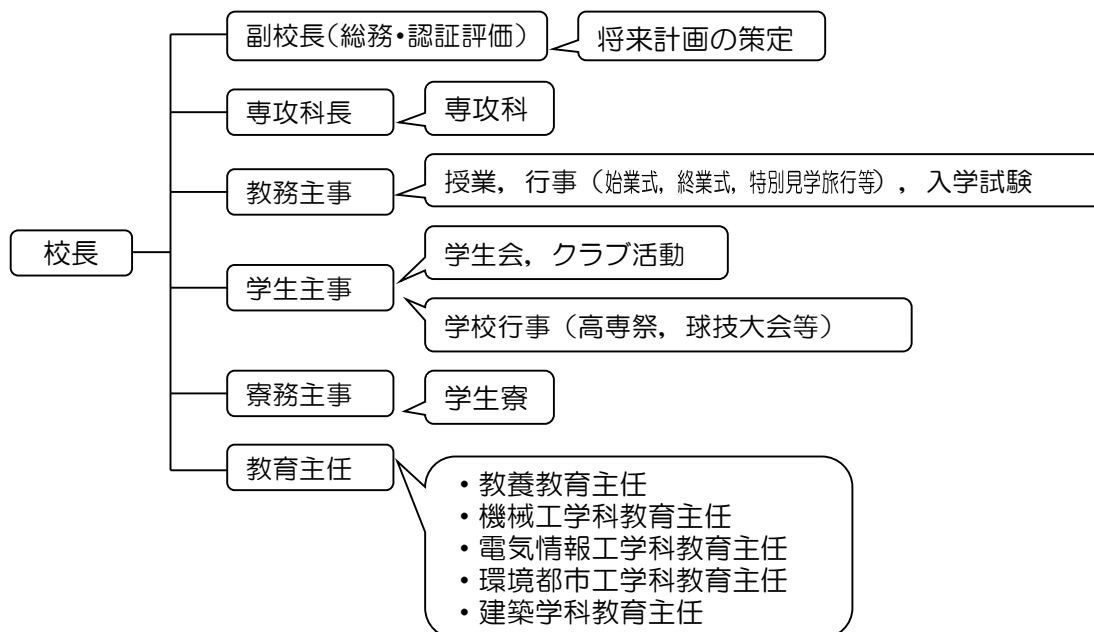 副校長(総務・認証評価)
将来計画の策定
専攻科長
専攻科
教務主事
授業，行事（始業式，終業式，特別見学旅行等），入学試験
校長
学生主事
学生会，クラブ活動
学校行事（高専祭，球技大会等）
寮務主事
学生寮
教育主任
・教養教育主任
・機械工学科教育主任
・電気情報工学科教育主任
・環境都市工学科教育主任
・建築学科教育主任